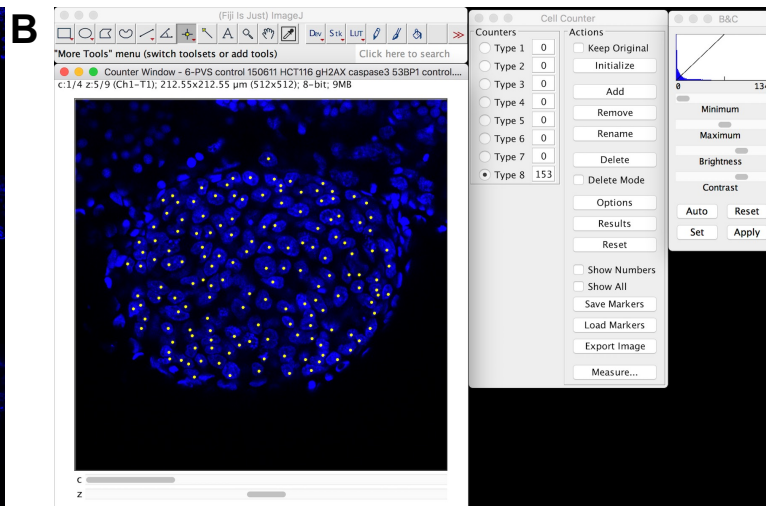 B
(Fiji Is Just) ImageJ
Dev Stk LUT
"More Tools" menu (switch toolsets or add tools)
Click here to search
Counter Window - 6-PVS control 150611 HCT116 gH2AX caspase3 53BP1 control....
c:1/4 z:5/9 (Ch1-T1); 212.55x212.55 µm (512x512); 8-bit; 9MB
C
z
Cell Counter
Counters
Type 1 0
Type 2 0
Type 3 0
Type 4 0
Type 5 0
Type 6 0
Type 7 0
Type 8 153
Actions
Keep Original
Initialize
Add
Remove
Rename
Delete
Delete Mode
Options
Results
Reset
Show Numbers
Show All
Save Markers
Load Markers
Export Image
Measure...
B&C
0 134
Minimum
Maximum
Brightness
Contrast
Auto Reset
Set Apply